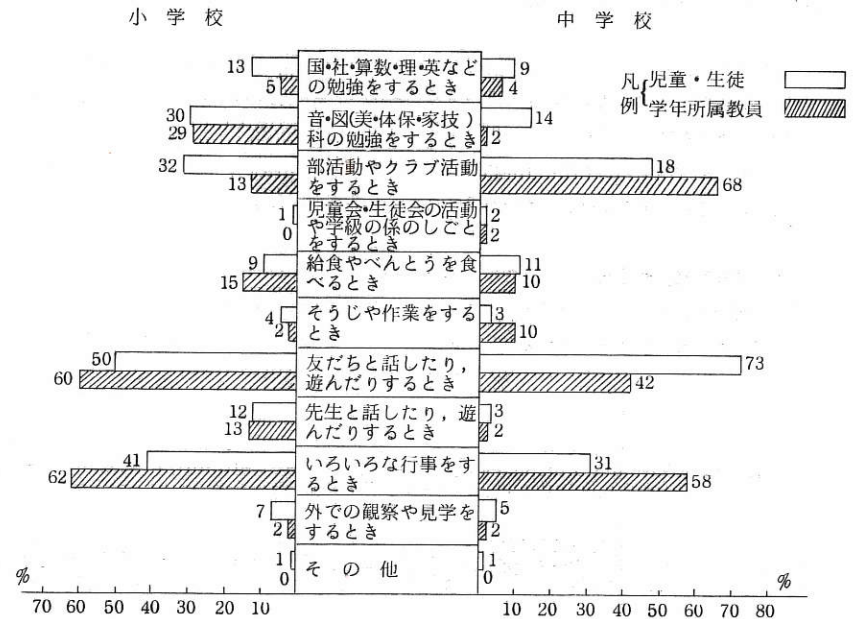 小学校
中学校
凡例
児童・生徒
学年所属教員
13
5
国・社・算数・理・英など
の勉強をするとき
9
4
30
29
音・図(美・体保・家技)
科の勉強をするとき
14
2
32
13
部活動やクラブ活動
をするとき
18
68
1
0
児童会・生徒会の活動
や学級の係のしごと
をするとき
2
2
9
15
給食やべんとうを食
べるとき
11
10
4
2
そうじや作業をする
とき
3
10
50
60
友だちと話したり,
遊んだりするとき
73
42
12
13
先生と話したり,遊
んだりするとき
3
2
41
62
いろいろな行事をす
るとき
31
58
7
2
外での観察や見学を
するとき
5
2
1
0
その他
1
0
%
70 60 50 40 30 20 10
10 20 30 40 50 60 70 80
%